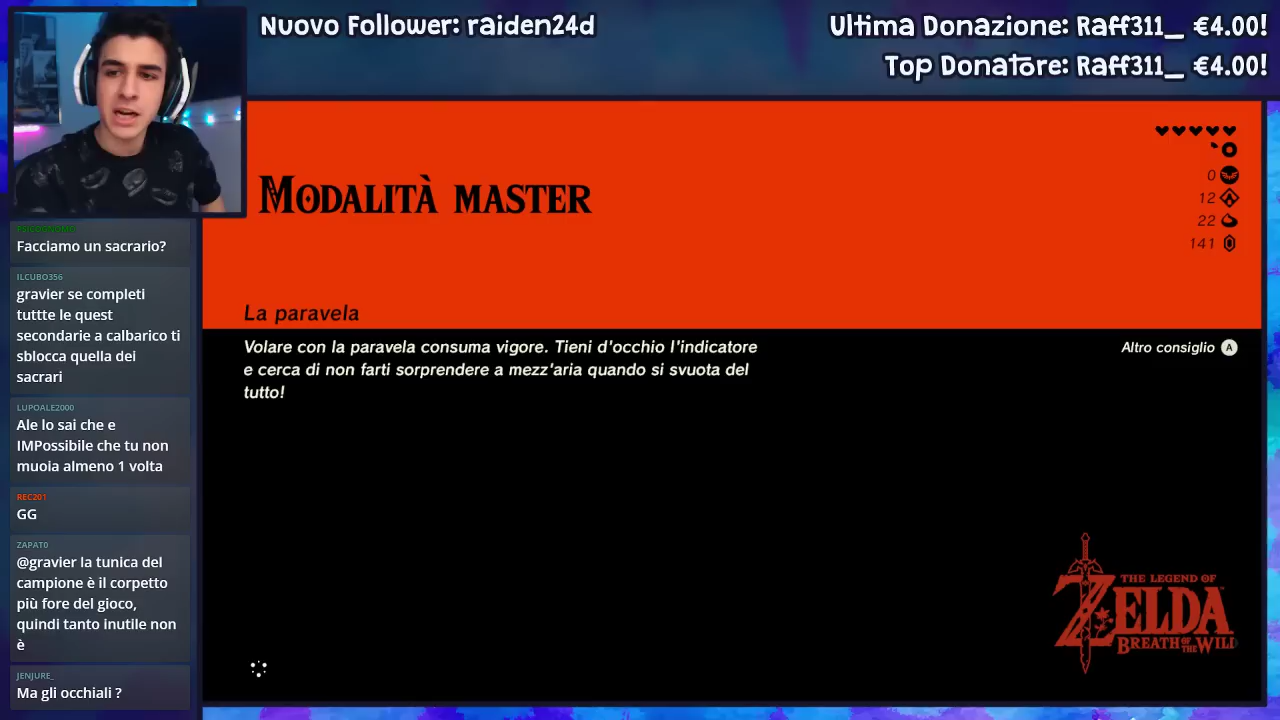 Nuovo Follower: raiden24d
Ultima Donazione: Raff311_ €4.00!
Top Donatore: Raff311_ €4.00!
MODALITÀ MASTER
0
12
22
141
La paravela
Volare con la paravela consuma vigore. Tieni d'occhio l'indicatore
e cerca di non farti sorprendere a mezz'aria quando si svuota del
tutto!
Altro consiglio A
Facciamo un sacrario?
ILCUBO356
gravier se completi
tuttte le quest
secondarie a calbarico ti
sblocca quella dei
sacrari
LUPOALE2000
Ale lo sai che e
IMPossibile che tu non
muoia almeno 1 volta
REC201
GG
ZAPAT0
@gravier la tunica del
campione è il corpetto
più fore del gioco,
quindi tanto inutile non
è
JENJURE_
Ma gli occhiali ?
THE LEGEND OF
ZELDA
BREATH OF THE WILD